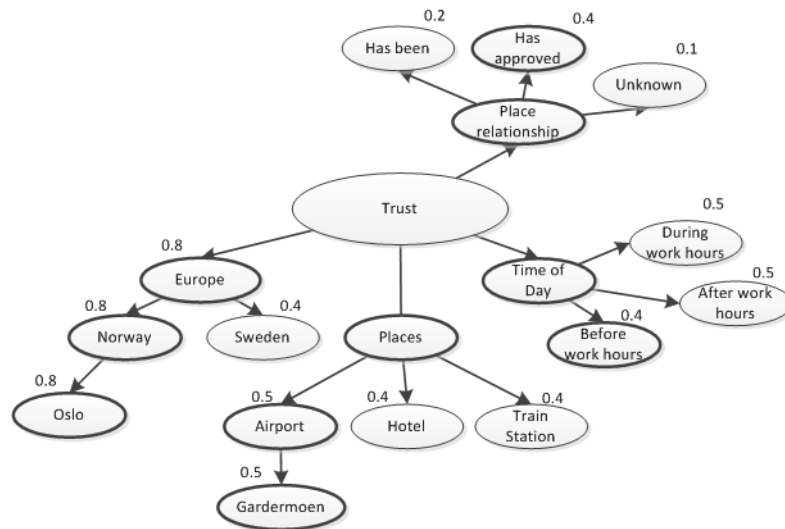 0.2
0.4
Has been
Has
approved
0.1
Unknown
Place
relationship
Trust
0.5
During
work hours
0.8
Europe
Time of
Day
0.5
After work
hours
0.8
Norway
0.4
Sweden
Places
0.4
Before
work hours
0.8
Oslo
0.5
Airport
0.4
Hotel
0.4
Train
Station
0.5
Gardermoen